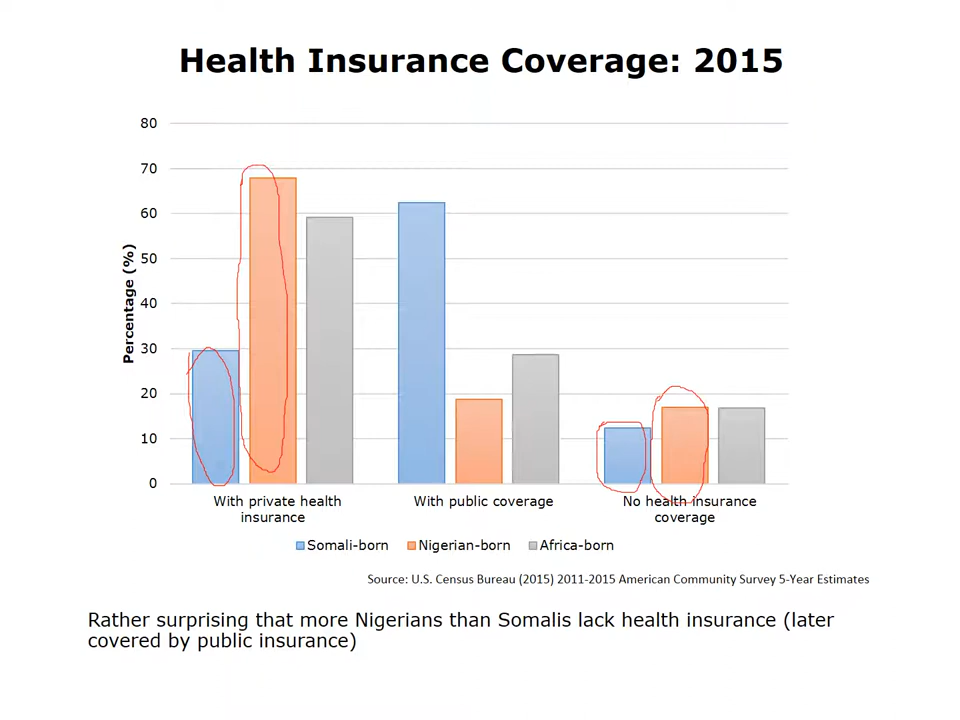 Health Insurance Coverage: 2015
80
70
60
50
40
30
20
10
0
Percentage (%)
With private health
insurance
With public coverage
No health insurance
coverage
Somali-born
Nigerian-born
Africa-born
Source: U.S. Census Bureau (2015) 2011-2015 American Community Survey 5-Year Estimates
Rather surprising that more Nigerians than Somalis lack health insurance (later
covered by public insurance)